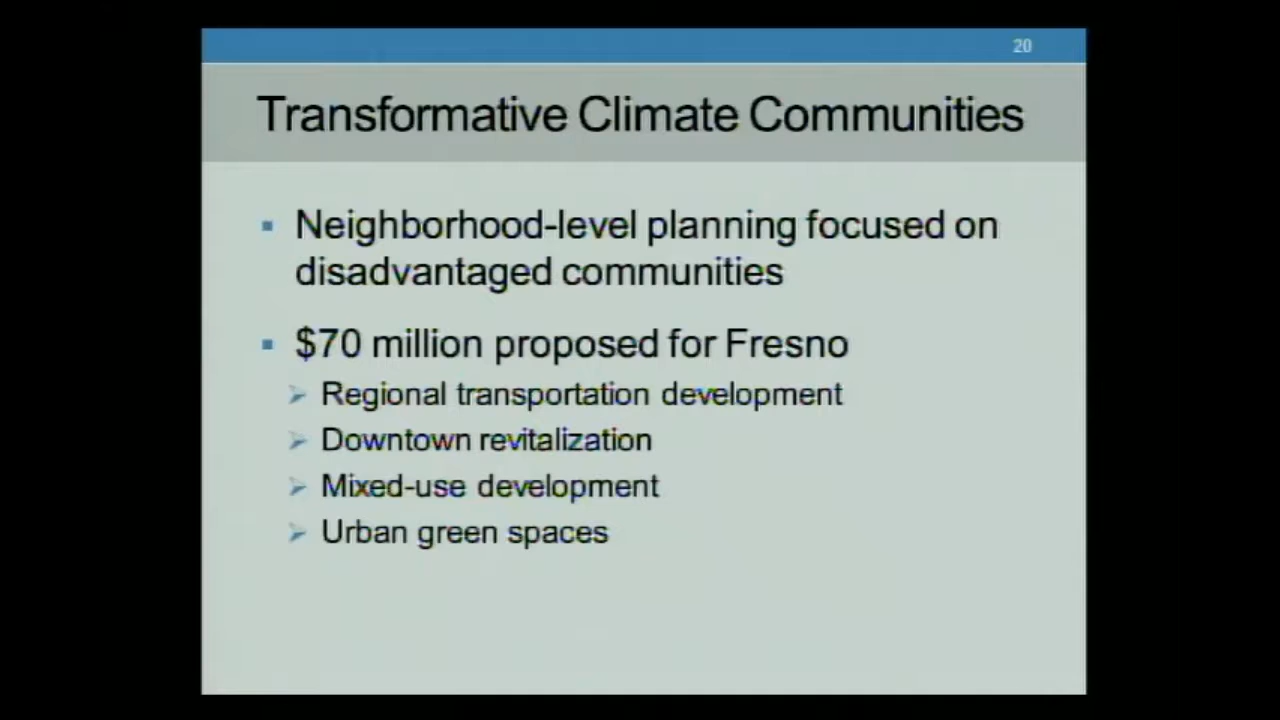 20
Transformative Climate Communities
Neighborhood-level planning focused on
disadvantaged communities
$70 million proposed for Fresno
Regional transportation development
Downtown revitalization
Mixed-use development
Urban green spaces